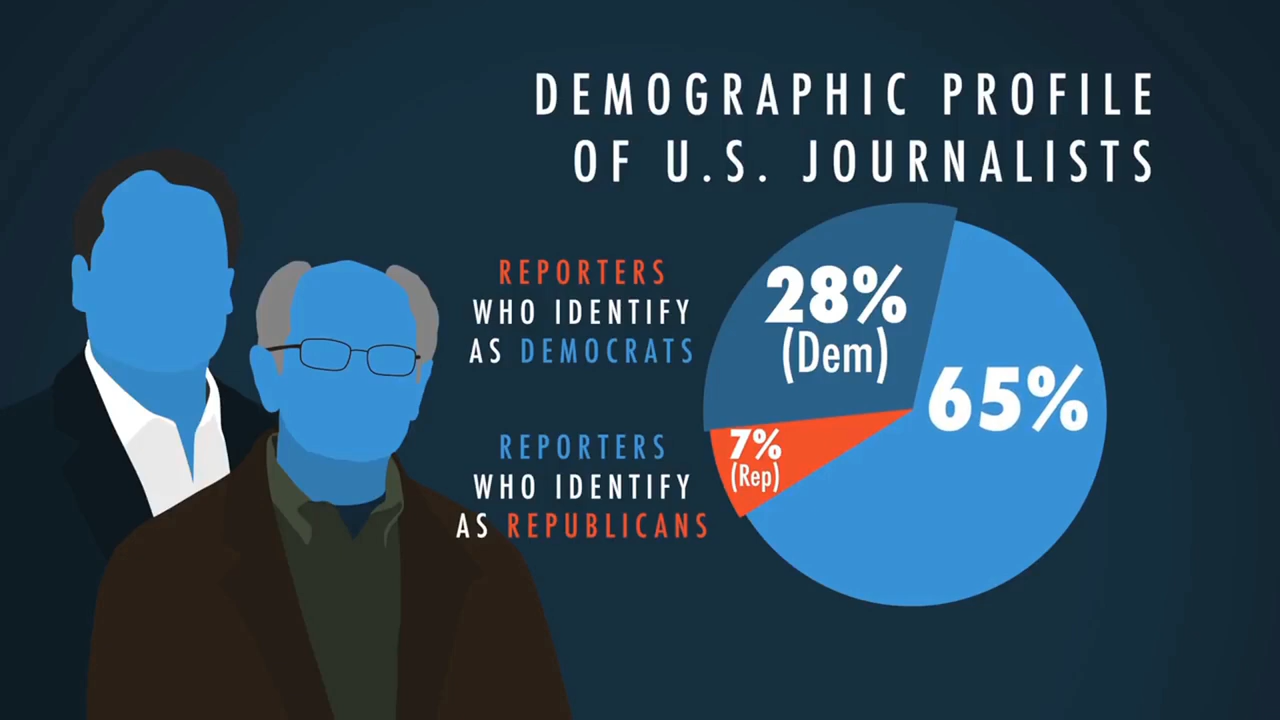 DEMOGRAPHIC PROFILE
OF U.S. JOURNALISTS
REPORTERS
WHO IDENTIFY
AS DEMOCRATS
28%
(Dem)
65%
7%
(Rep)
REPORTERS
WHO IDENTIFY
AS REPUBLICANS